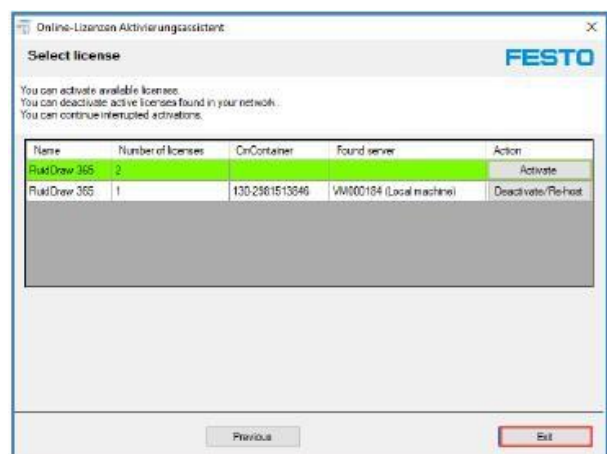 Online-Lizenzen Aktivierungsassistent
Select license
FESTO
You can activate available licenses.
You can deactivate active licenses found in your network.
You can continue interrupted activations.
Name Number of licenses CmContainer Found server Action
FluidDraw 365 2 Activate
FluidDraw 365 1 130-2981513846 VM000184 (Local machine) Deactivate/Re-host
Previous Exit